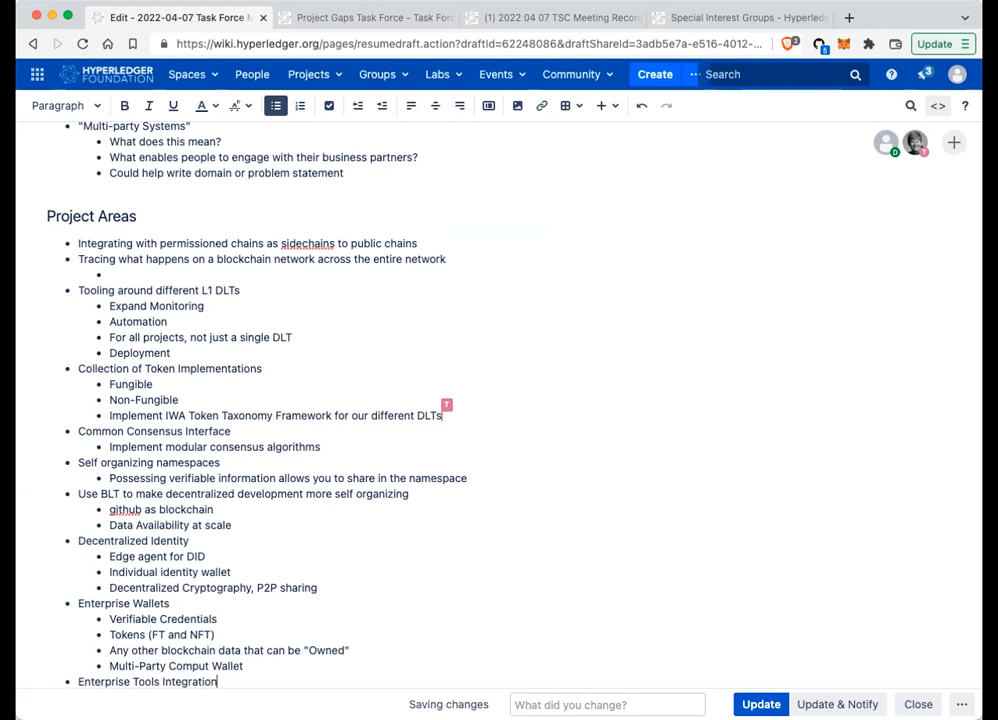 Edit - 2022-04-07 Task Force M
Project Gaps Task Force - Task Forc
(1) 2022 04 07 TSC Meeting Record
Special Interest Groups - Hyperledg
https://wiki.hyperledger.org/pages/resumedraft.action?draftId=62248086&draftShareId=3adb5e7a-e516-4012-...
2
5
Update
HYPERLEDGER
FOUNDATION
Spaces
People
Projects
Groups
Labs
Events
Community
Create
Search
3
Paragraph
B I U A
"Multi-party Systems"
What does this mean?
What enables people to engage with their business partners?
Could help write domain or problem statement
D
T
Project Areas
Integrating with permissioned chains as sidechains to public chains
Tracing what happens on a blockchain network across the entire network
Tooling around different L1 DLTs
Expand Monitoring
Automation
For all projects, not just a single DLT
Deployment
Collection of Token Implementations
Fungible
Non-Fungible
Implement IWA Token Taxonomy Framework for our different DLTs
T
Common Consensus Interface
Implement modular consensus algorithms
Self organizing namespaces
Possessing verifiable information allows you to share in the namespace
Use BLT to make decentralized development more self organizing
github as blockchain
Data Availability at scale
Decentralized Identity
Edge agent for DID
Individual identity wallet
Decentralized Cryptography, P2P sharing
Enterprise Wallets
Verifiable Credentials
Tokens (FT and NFT)
Any other blockchain data that can be "Owned"
Multi-Party Comput Wallet
Enterprise Tools Integration
Saving changes
What did you change?
Update
Update & Notify
Close